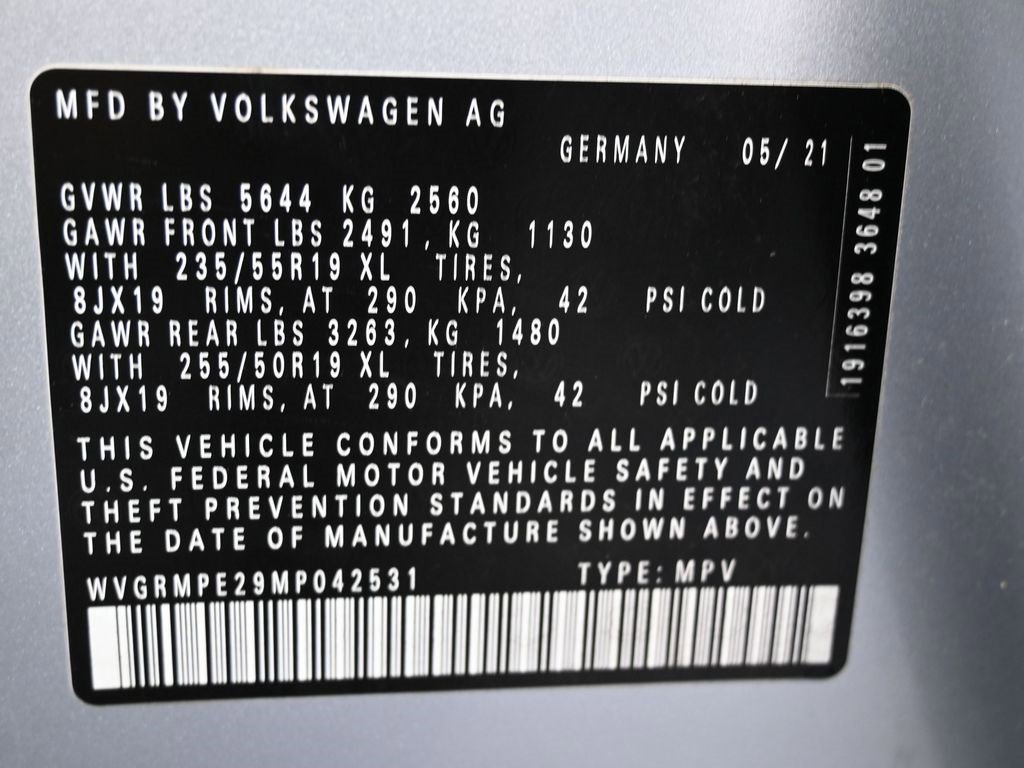 MFD BY VOLKSWAGEN AG
GERMANY 05/ 21
GVWR LBS 5644 KG 2560
GAWR FRONT LBS 2491, KG 1130
WITH 235/55R19 XL TIRES,
8JX19 RIMS, AT 290 KPA, 42 PSI COLD
GAWR REAR LBS 3263, KG 1480
WITH 255/50R19 XL TIRES,
8JX19 RIMS, AT 290 KPA, 42 PSI COLD
THIS VEHICLE CONFORMS TO ALL APPLICABLE
U.S. FEDERAL MOTOR VEHICLE SAFETY AND
THEFT PREVENTION STANDARDS IN EFFECT ON
THE DATE OF MANUFACTURE SHOWN ABOVE.
WVGRMPE29MP042531 TYPE: MPV
1916398 3648 01